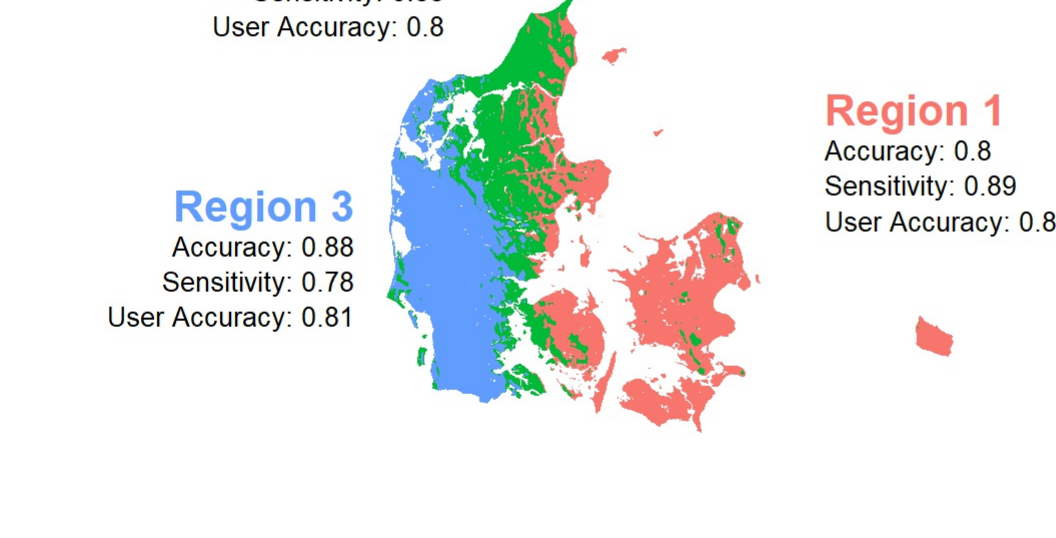 User Accuracy: 0.8
Region 1
Accuracy: 0.8
Sensitivity: 0.89
User Accuracy: 0.8
Region 3
Accuracy: 0.88
Sensitivity: 0.78
User Accuracy: 0.81